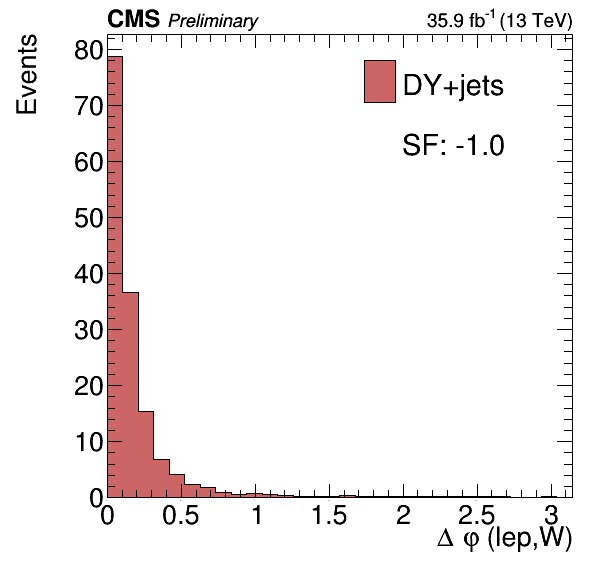 CMS Preliminary 35.9 fb⁻¹ (13 TeV)
Events
80
70
60
50
40
30
20
10
0
DY+jets
SF: -1.0
0 0.5 1 1.5 2 2.5 3
Δ φ (lep,W)